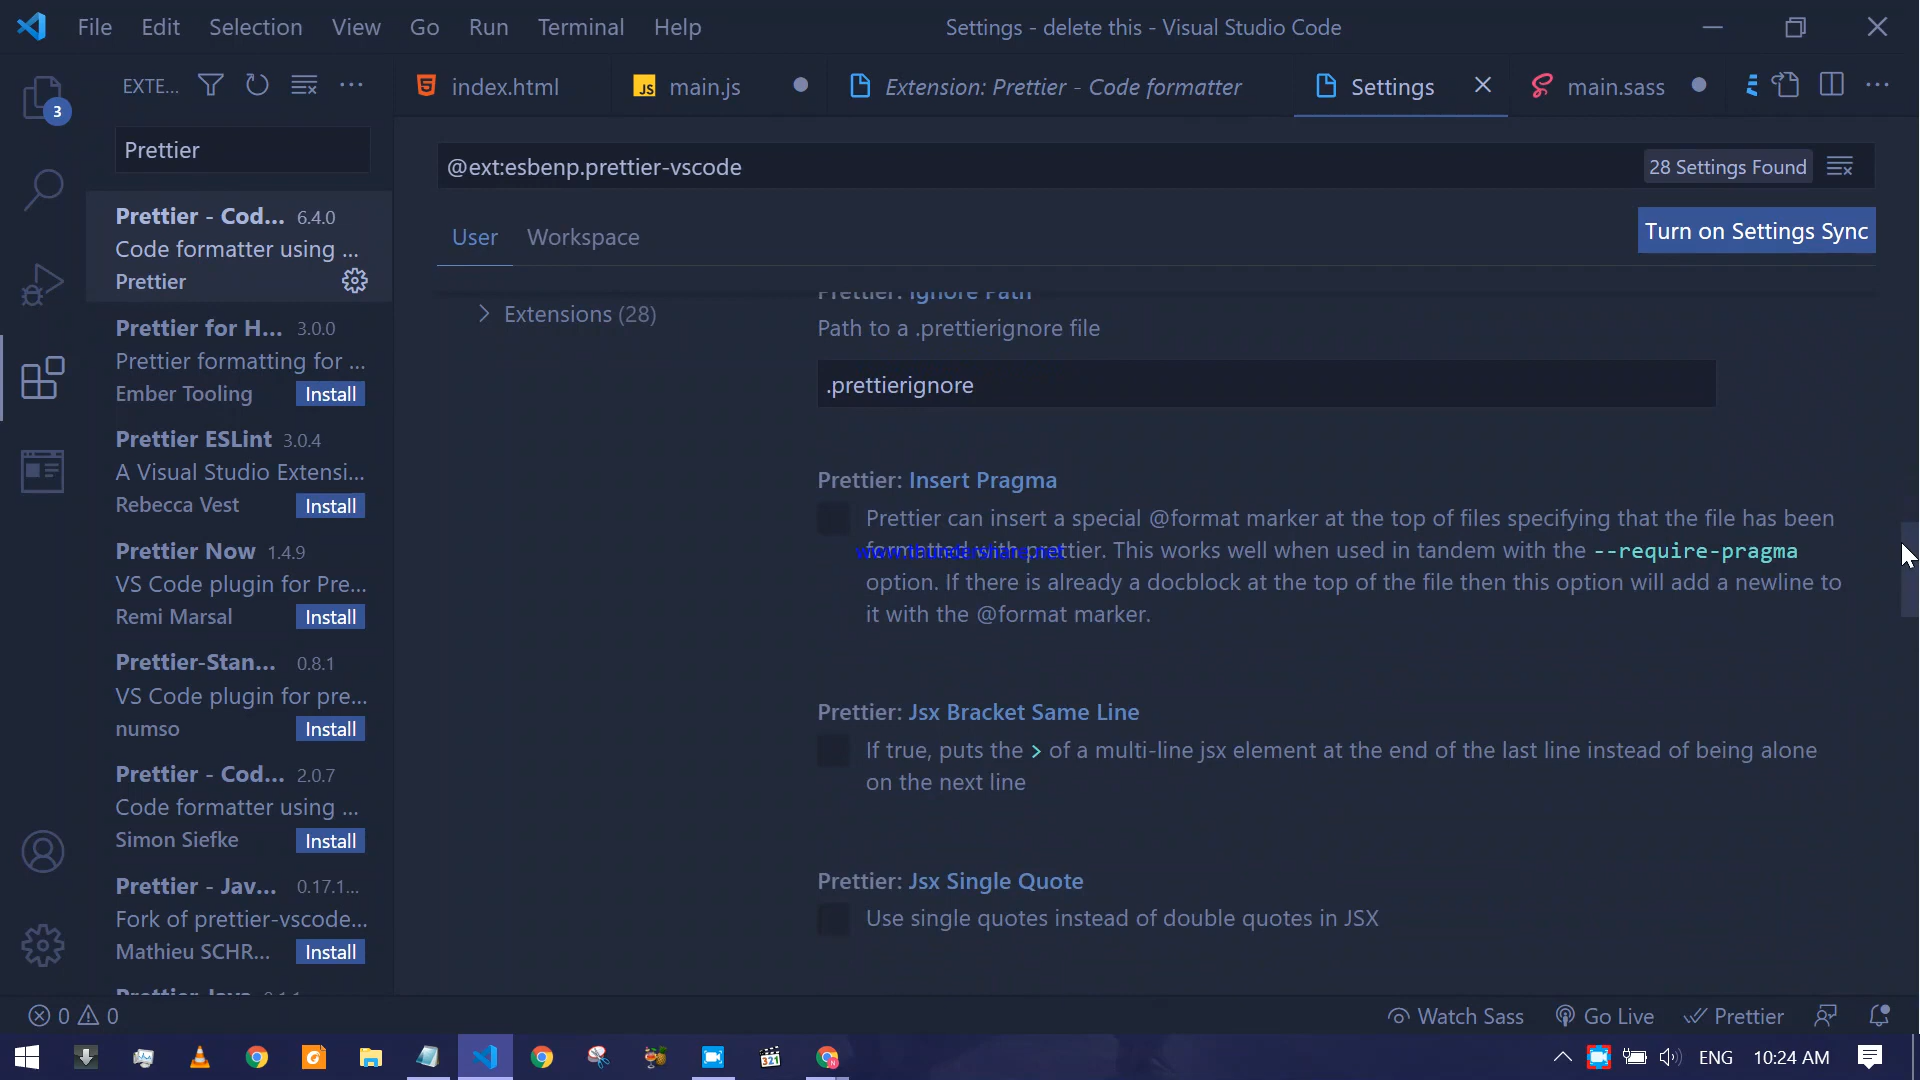 File Edit Selection View Go Run Terminal Help
Settings - delete this - Visual Studio Code
EXTE...
index.html
JS main.js
Extension: Prettier - Code formatter
Settings
main.sass
3
Prettier
Prettier - Cod... 6.4.0
Code formatter using ...
Prettier
Prettier for H... 3.0.0
Prettier formatting for ...
Ember Tooling Install
Prettier ESLint 3.0.4
A Visual Studio Extensi...
Rebecca Vest Install
Prettier Now 1.4.9
VS Code plugin for Pre...
Remi Marsal Install
Prettier-Stan... 0.8.1
VS Code plugin for pre...
numso Install
Prettier - Cod... 2.0.7
Code formatter using ...
Simon Siefke Install
Prettier - Jav... 0.17.1...
Fork of prettier-vscode...
Mathieu SCHR... Install
Prettier Java
@ext:esbenp.prettier-vscode
28 Settings Found
User Workspace
Turn on Settings Sync
Extensions (28)
Prettier: Ignore Path
Path to a .prettierignore file
.prettierignore
Prettier: Insert Pragma
Prettier can insert a special @format marker at the top of files specifying that the file has been
formatted with prettier. This works well when used in tandem with the --require-pragma
option. If there is already a docblock at the top of the file then this option will add a newline to
it with the @format marker.
www.thundershare.net
Prettier: Jsx Bracket Same Line
If true, puts the > of a multi-line jsx element at the end of the last line instead of being alone
on the next line
Prettier: Jsx Single Quote
Use single quotes instead of double quotes in JSX
0 0
Watch Sass Go Live Prettier
321
ENG 10:24 AM